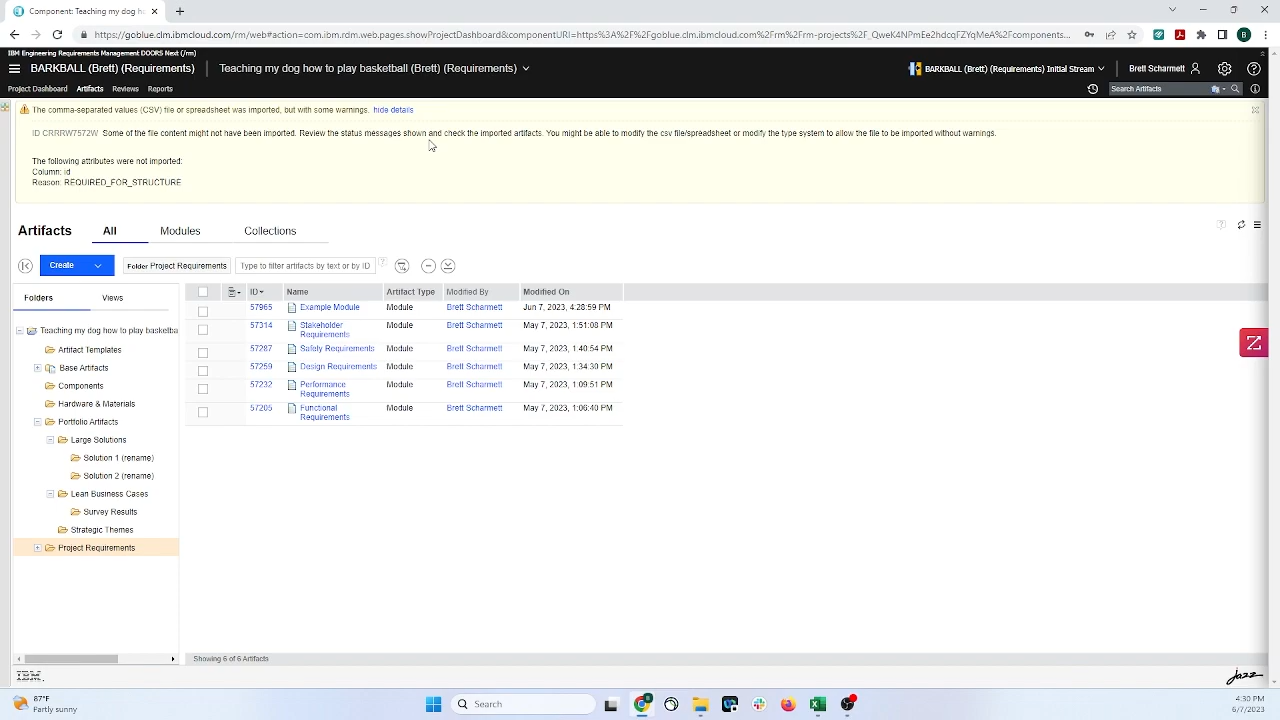 Component: Teaching my dog h
https://goblue.clm.ibmcloud.com/rm/web#action=com.ibm.rdm.web.pages.showProjectDashboard&componentURI=https%3A%2F%2Fgoblue.clm.ibmcloud.com%2Frm%2Frm-projects%2F_QweK4NPmEe2hdcqFZYqMeA%2Fcomponents...
B
IBM Engineering Requirements Management DOORS Next (/rm)
BARKBALL (Brett) (Requirements)
Teaching my dog how to play basketball (Brett) (Requirements)
BARKBALL (Brett) (Requirements) Initial Stream
Brett Scharmett
Project Dashboard Artifacts Reviews Reports
Search Artifacts
The comma-separated values (CSV) file or spreadsheet was imported, but with some warnings. hide details
ID CRRRW7572W Some of the file content might not have been imported. Review the status messages shown and check the imported artifacts. You might be able to modify the csv file/spreadsheet or modify the type system to allow the file to be imported without warnings.
The following attributes were not imported:
Column: id
Reason: REQUIRED_FOR_STRUCTURE
Artifacts All Modules Collections
Create Folder Project Requirements Type to filter artifacts by text or by ID
Folders Views
ID Name Artifact Type Modified By Modified On
57965 Example Module Module Brett Scharmett Jun 7, 2023, 4:28:59 PM
57314 Stakeholder Requirements Module Brett Scharmett May 7, 2023, 1:51:08 PM
57287 Safety Requirements Module Brett Scharmett May 7, 2023, 1:40:54 PM
57259 Design Requirements Module Brett Scharmett May 7, 2023, 1:34:30 PM
57232 Performance Requirements Module Brett Scharmett May 7, 2023, 1:09:51 PM
57205 Functional Requirements Module Brett Scharmett May 7, 2023, 1:06:40 PM
Teaching my dog how to play basketba
Artifact Templates
Base Artifacts
Components
Hardware & Materials
Portfolio Artifacts
Large Solutions
Solution 1 (rename)
Solution 2 (rename)
Lean Business Cases
Survey Results
Strategic Themes
Project Requirements
Showing 6 of 6 Artifacts
IBM.
jazz
87°F
Partly sunny
Search
4:30 PM
6/7/2023